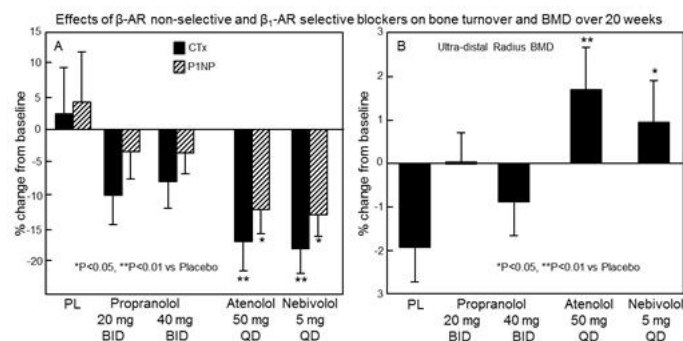 Effects of β-AR non-selective and β₁-AR selective blockers on bone turnover and BMD over 20 weeks
A
CTx
P1NP
% change from baseline
15
10
5
0
-5
-10
-15
-20
*P<0.05, **P<0.01 vs Placebo
* *
** **
PL Propranolol Atenolol Nebivolol
20 mg 40 mg 50 mg 5 mg
BID BID QD QD
B
Ultra-distal Radius BMD
% change from baseline
3
2
1
0
-1
-2
3
**
*
*P<0.05, **P<0.01 vs Placebo
PL Propranolol Atenolol Nebivolol
20 mg 40 mg 50 mg 5 mg
BID BID QD QD